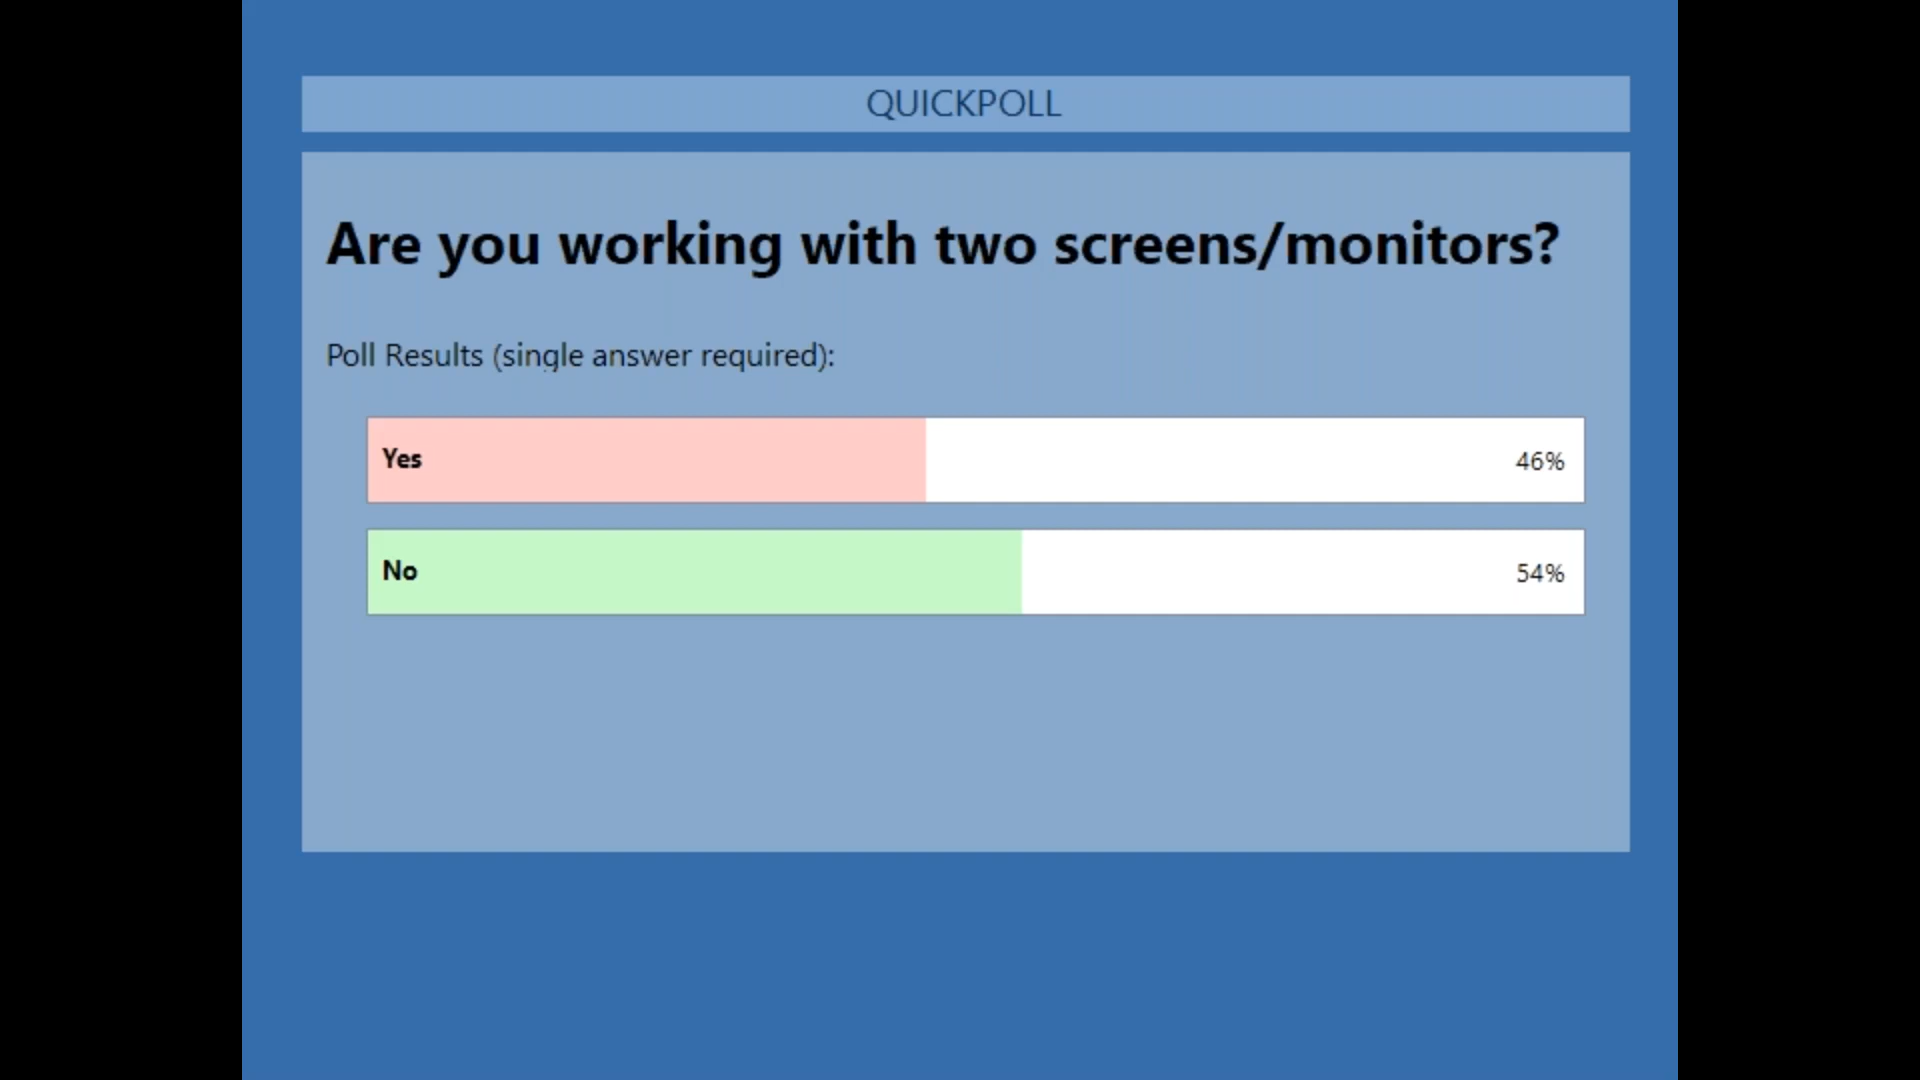 QUICKPOLL
Are you working with two screens/monitors?
Poll Results (single answer required):
Yes 46%
No 54%